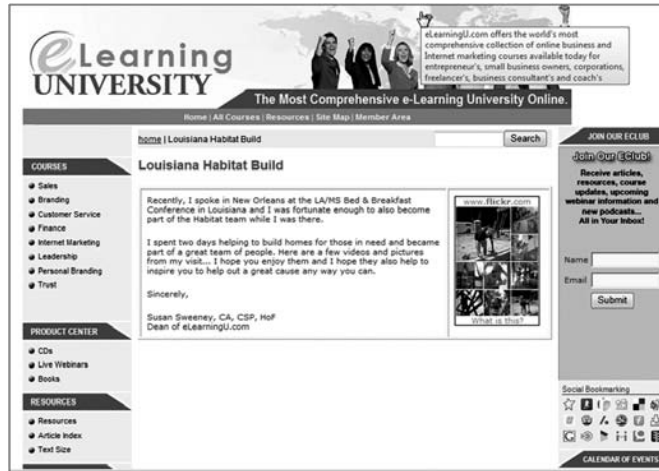 eLearning
UNIVERSITY
eLearningU.com offers the world's most
comprehensive collection of online business and
Internet marketing courses available today for
entrepreneur's, small business owners, corporations,
freelancer's, business consultant's and coach's
The Most Comprehensive e-Learning University Online.
Home | All Courses | Resources | Site Map | Member Area
home | Louisiana Habitat Build
Search
COURSES
Sales
Branding
Customer Service
Finance
Internet Marketing
Leadership
Personal Branding
Trust
PRODUCT CENTER
CDs
Live Webinars
Books
RESOURCES
Resources
Article Index
Text Size
Louisiana Habitat Build
Recently, I spoke in New Orleans at the LA/MS Bed & Breakfast
Conference in Louisiana and I was fortunate enough to also become
part of the Habitat team while I was there.
I spent two days helping to build homes for those in need and became
part of a great team of people. Here are a few videos and pictures
from my visit... I hope you enjoy them and I hope they also help to
inspire you to help out a great cause any way you can.
Sincerely,
Susan Sweeney, CA, CSP, HoF
Dean of eLearningU.com
www.flickr.com
What is this?
JOIN OUR ECLUB
Join Our EClub!
Receive articles,
resources, course
updates, upcoming
webinar information and
new podcasts...
All in Your Inbox!
Name
Email
Submit
Social Bookmarking
CALENDAR OF EVENTS